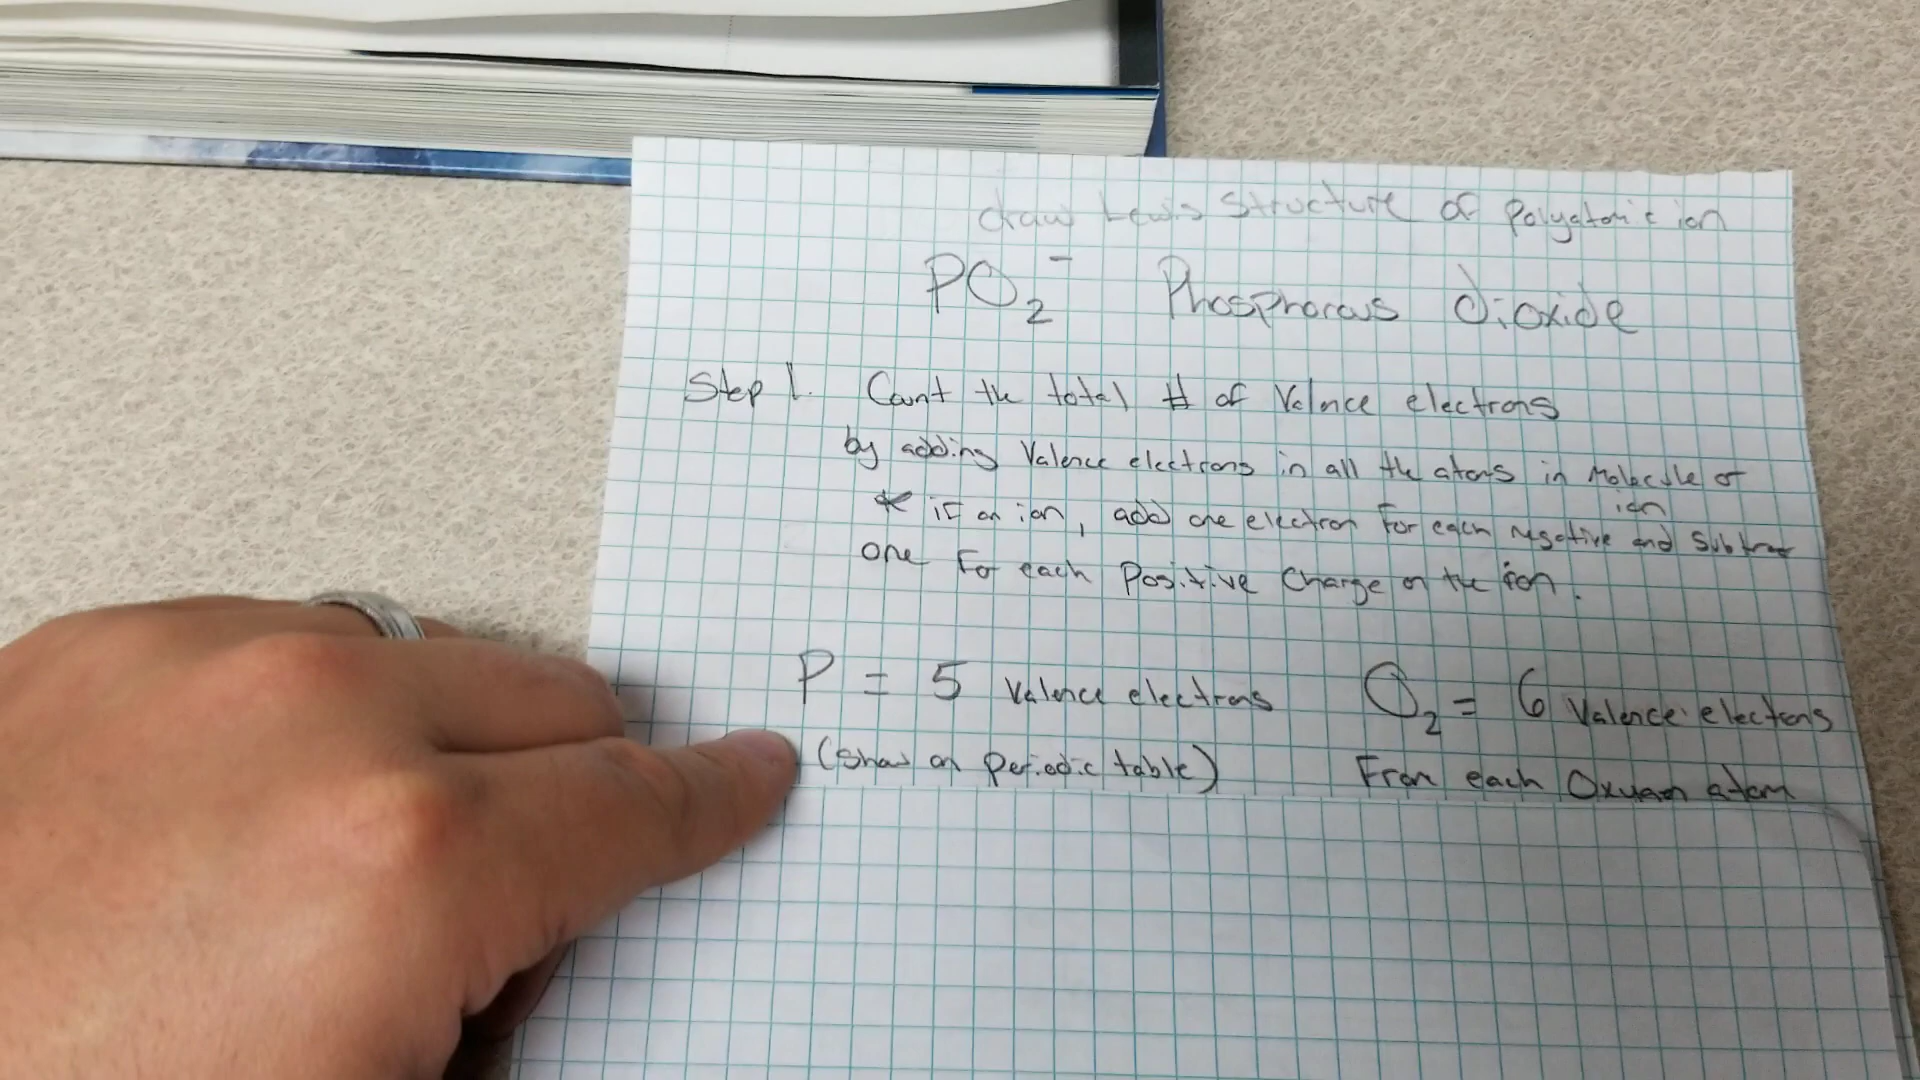 draw Lewis Structure of Polyatomic ion
PO₂⁻ Phosphorous Dioxide
Step 1. Count the total # of Valence electrons
by adding Valence electrons in all the atoms in Molecule or
ion
* if an ion, add one electron for each negative and subtract
one For each Positive Charge on the ion.
P = 5 Valence electrons O₂ = 6 Valence electrons
(Show on Periodic table) From each Oxygen atom